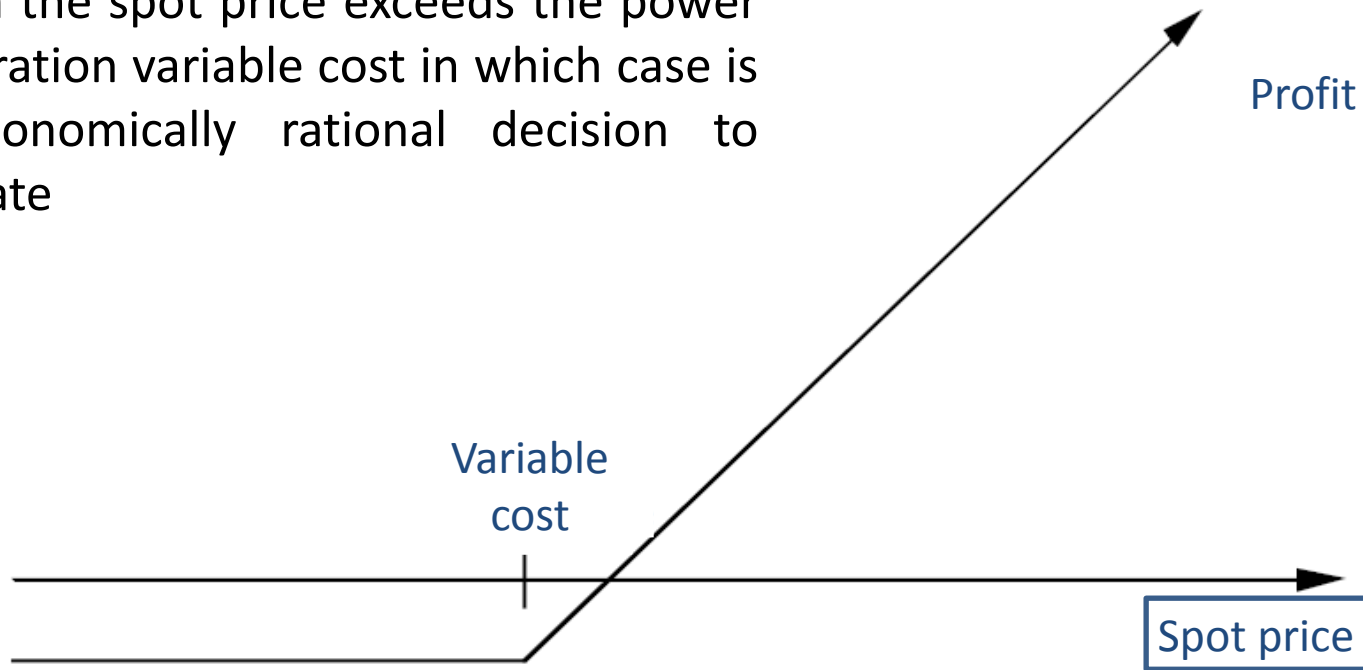 the spot price exceeds the power
ration variable cost in which case is
onomically rational decision to
ate
Profit
Variable
cost
Spot price